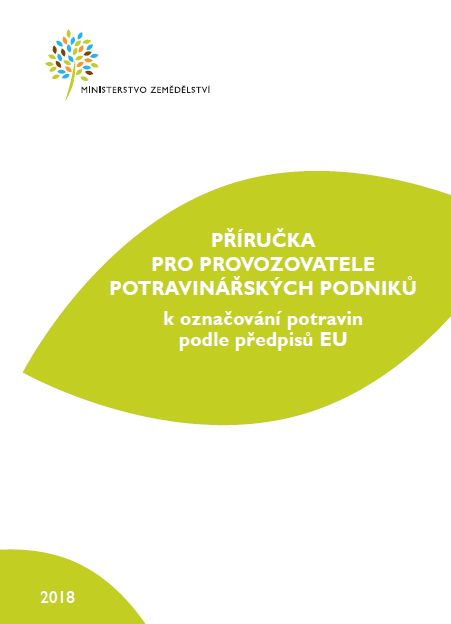 MINISTERSTVO ZEMĚDĚLSTVÍ
PŘÍRUČKA
PRO PROVOZOVATELE
POTRAVINÁŘSKÝCH PODNIKŮ
k označování potravin
podle předpisů EU
2018